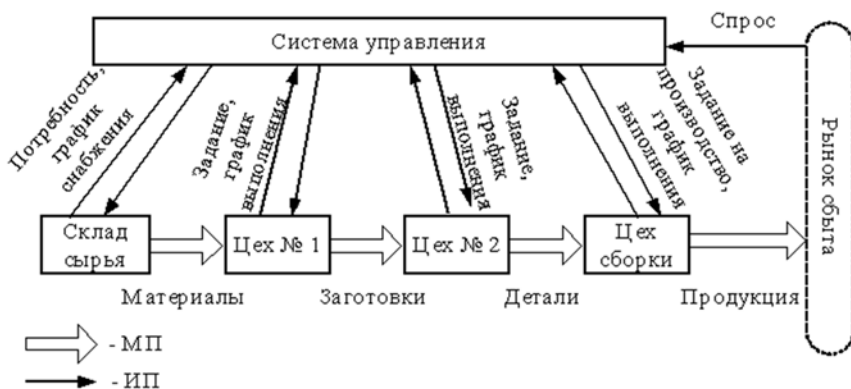 Спрос
Система управления
Потребность,
график
снабжения
Задание,
график
выполнения
Задание,
график
выполнения
Задание на
производство,
график
выполнения
Рынок сбыта
Склад
сырья
Цех № 1
Цех № 2
Цех
сборки
Материалы
Заготовки
Детали
Продукция
- МП
- ИП